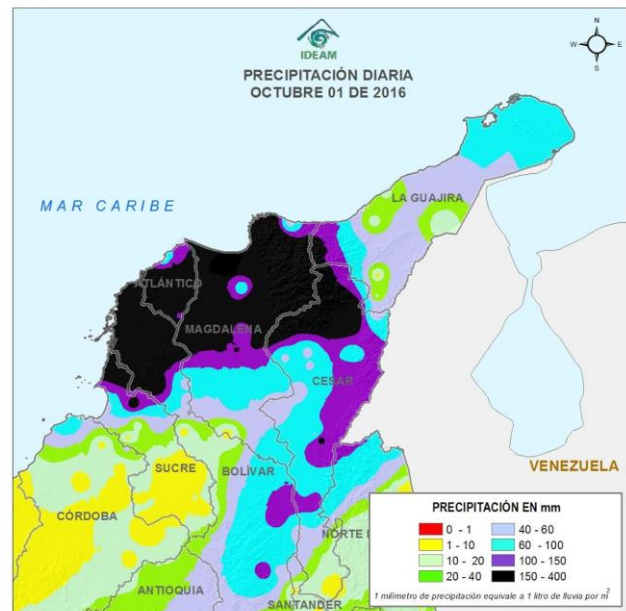 IDEAM
PRECIPITACIÓN DIARIA
OCTUBRE 01 DE 2016
N
W E
S
MAR CARIBE
LA GUAJIRA
ATLÁNTICO
MAGDALENA
CESAR
SUCRE
BOLÍVAR
CÓRDOBA
VENEZUELA
NORTE
ANTIOQUIA
SANTANDER
PRECIPITACIÓN EN mm
0 - 1 40 - 60
1 - 10 60 - 100
10 - 20 100 - 150
20 - 40 150 - 400
1 milímetro de precipitación equivale a 1 litro de lluvia por m²